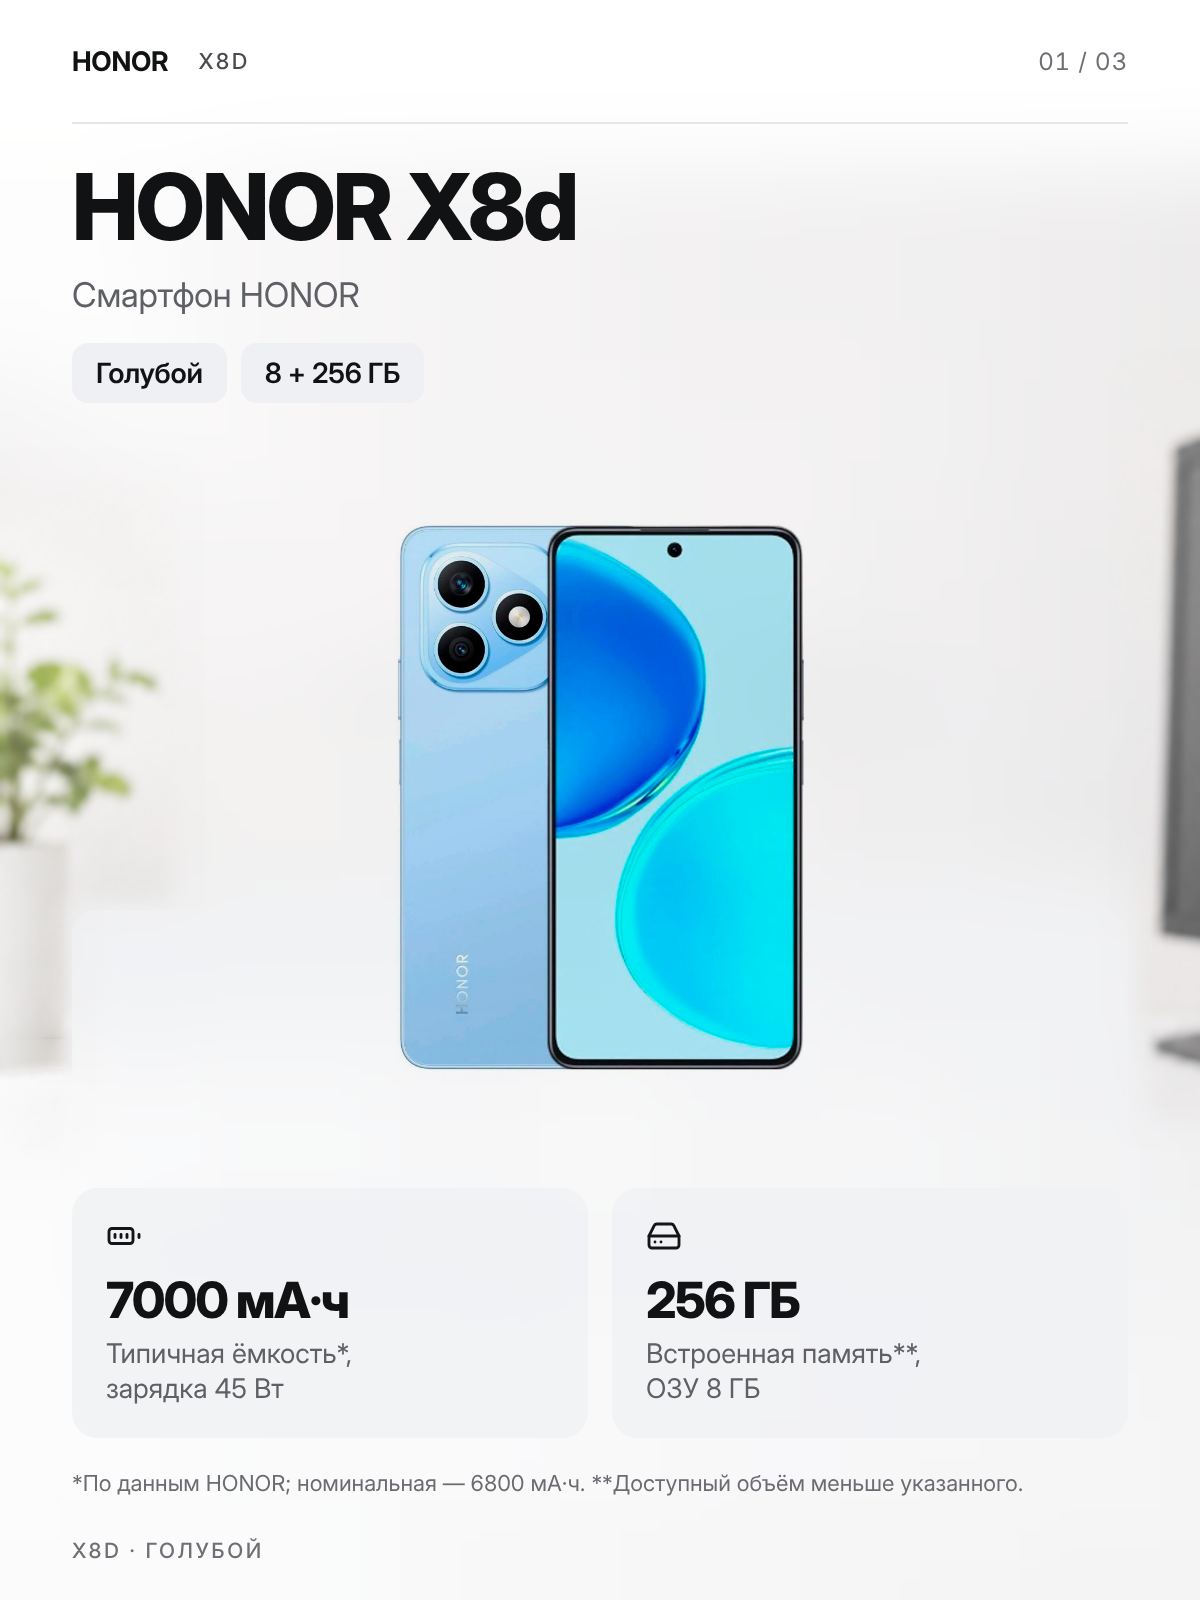 HONOR X8D 01 / 03
HONOR X8d
Смартфон HONOR
Голубой 8 + 256 ГБ
HONOR
7000 мА·ч
Типичная ёмкость*,
зарядка 45 Вт
256 ГБ
Встроенная память**,
ОЗУ 8 ГБ
*По данным HONOR; номинальная — 6800 мА·ч. **Доступный объём меньше указанного.
X8D · ГОЛУБОЙ